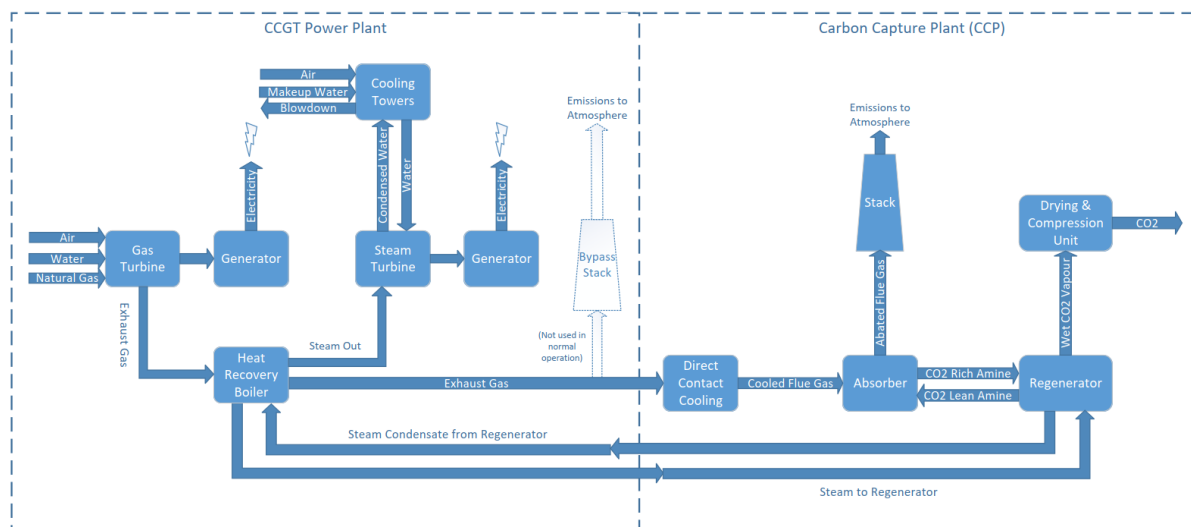 CCGT Power Plant
Carbon Capture Plant (CCP)
Air
Makeup Water
Blowdown
Cooling
Towers
Emissions to
Atmosphere
Emissions to
Atmosphere
Electricity
Condensed Water
Water
Electricity
Stack
Drying &
Compression
Unit
CO2
Air
Water
Natural Gas
Gas
Turbine
Generator
Steam
Turbine
Generator
Bypass
Stack
Exhaust Gas
Steam Out
(Not used in
normal
operation)
Abated Flue Gas
Wet CO2 Vapour
Heat
Recovery
Boiler
Exhaust Gas
Direct
Contact
Cooling
Cooled Flue Gas
Absorber
CO2 Rich Amine
CO2 Lean Amine
Regenerator
Steam Condensate from Regenerator
Steam to Regenerator